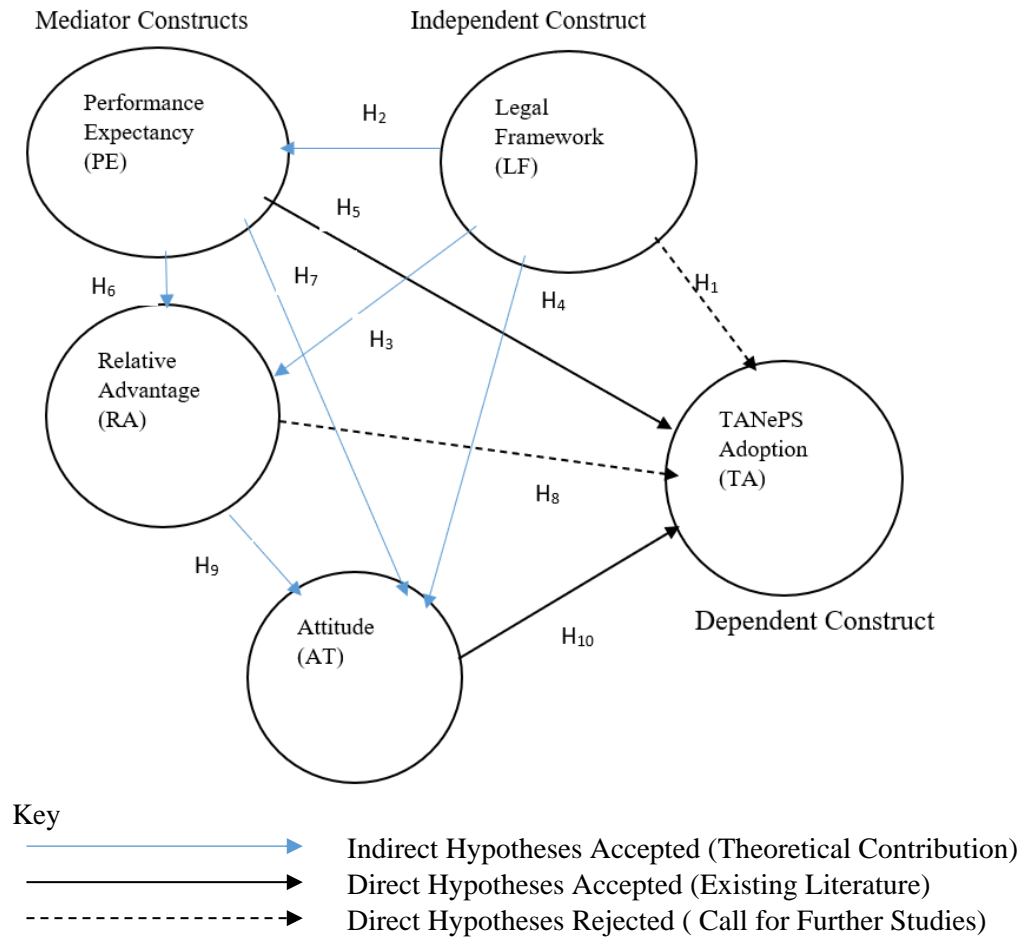 Mediator Constructs
Independent Construct
Performance
Expectancy
(PE)
H₂
Legal
Framework
(LF)
H₅
H₇
H₆
H₄
H₁
H₃
Relative
Advantage
(RA)
TANePS
Adoption
(TA)
H₈
H₉
Attitude
(AT)
Dependent Construct
H₁₀
Key
Indirect Hypotheses Accepted (Theoretical Contribution)
Direct Hypotheses Accepted (Existing Literature)
Direct Hypotheses Rejected ( Call for Further Studies)